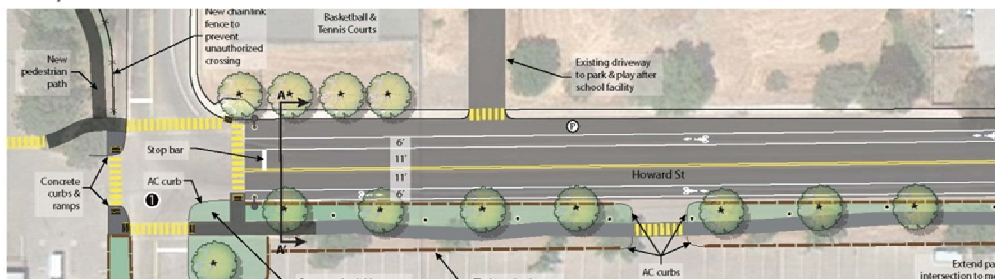 New chainlink
fence to
prevent
unauthorized
crossing
Basketball &
Tennis Courts
New
pedestrian
path
Existing driveway
to park & play after
school facility
A
P
6'
11'
11'
6'
Stop bar
Howard St
Concrete
curbs &
ramps
AC curb
1
A'
AC curbs
Extend pa
intersection to m